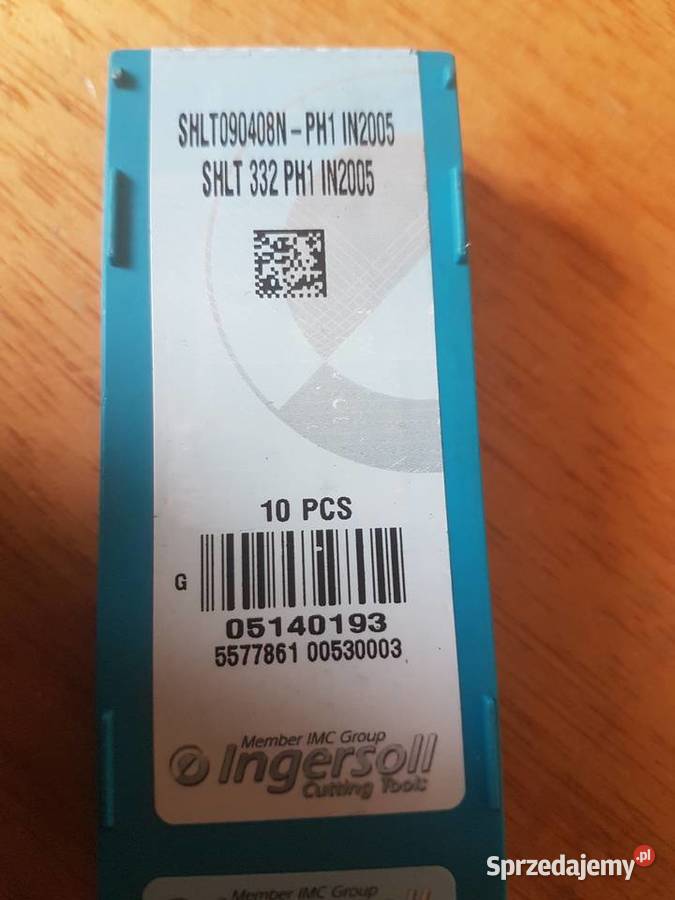 SHLT090408N-PH1 IN2005
SHLT 332 PH1 IN2005
10 PCS
G
05140193
5577861 00530003
Member IMC Group
Ingersoll
Cutting Tools
Member IMC Group
Sprzedajemy.pl